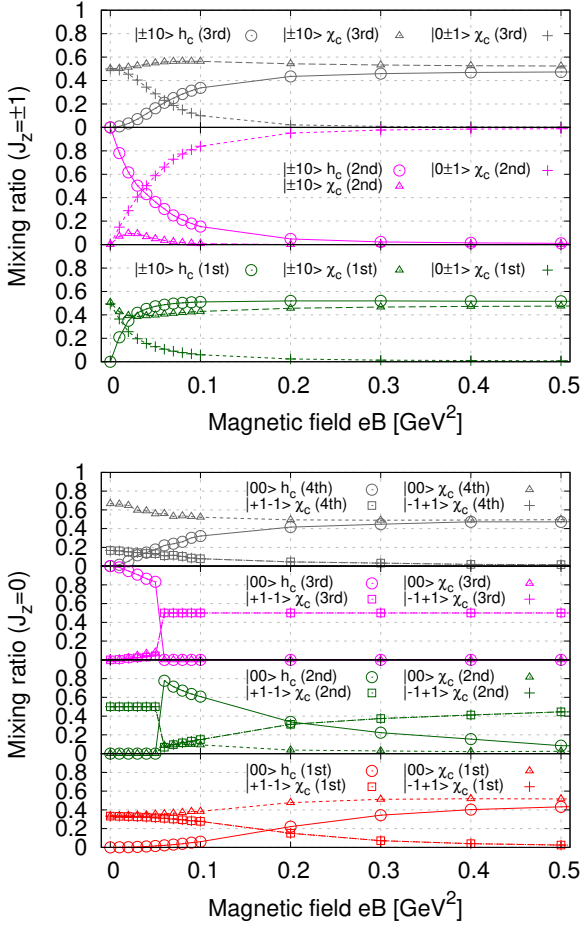 Mixing ratio (J_z=±1)
|±10> h_c (3rd) |±10> χ_c (3rd) |0±1> χ_c (3rd)
1
0.8
0.6
0.4
0.2
0
|±10> h_c (2nd) |0±1> χ_c (2nd)
|±10> χ_c (2nd)
0.8
0.6
0.4
0.2
0
|±10> h_c (1st) |±10> χ_c (1st) |0±1> χ_c (1st)
0.8
0.6
0.4
0.2
0
0 0.1 0.2 0.3 0.4 0.5
Magnetic field eB [GeV²]
Mixing ratio (J_z=0)
|00> h_c (4th) |00> χ_c (4th)
|+1-1> χ_c (4th) |-1+1> χ_c (4th)
1
0.8
0.6
0.4
0.2
0
|00> h_c (3rd) |00> χ_c (3rd)
|+1-1> χ_c (3rd) |-1+1> χ_c (3rd)
0.8
0.6
0.4
0.2
0
|00> h_c (2nd) |00> χ_c (2nd)
|+1-1> χ_c (2nd) |-1+1> χ_c (2nd)
0.8
0.6
0.4
0.2
0
|00> h_c (1st) |00> χ_c (1st)
|+1-1> χ_c (1st) |-1+1> χ_c (1st)
0.8
0.6
0.4
0.2
0
0 0.1 0.2 0.3 0.4 0.5
Magnetic field eB [GeV²]